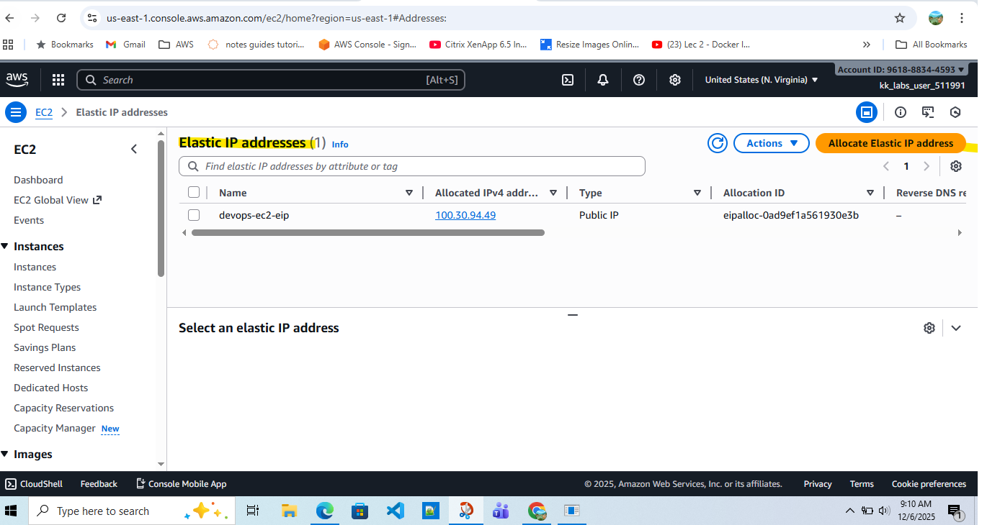 us-east-1.console.aws.amazon.com/ec2/home?region=us-east-1#Addresses:
Bookmarks Gmail AWS notes guides tutori... AWS Console - Sign... Citrix XenApp 6.5 In... Resize Images Onlin... (23) Lec 2 - Docker I... » All Bookmarks
aws Search [Alt+S] United States (N. Virginia) Account ID: 9618-8834-4593
kk_labs_user_511991
EC2 Elastic IP addresses
EC2
Dashboard
EC2 Global View
Events
Instances
Instances
Instance Types
Launch Templates
Spot Requests
Savings Plans
Reserved Instances
Dedicated Hosts
Capacity Reservations
Capacity Manager New
Images
Elastic IP addresses (1) Info Actions Allocate Elastic IP address
Find elastic IP addresses by attribute or tag 1
Name Allocated IPv4 addr... Type Allocation ID Reverse DNS re
devops-ec2-eip 100.30.94.49 Public IP eipalloc-0ad9ef1a561930e3b –
Select an elastic IP address
CloudShell Feedback Console Mobile App © 2025, Amazon Web Services, Inc. or its affiliates. Privacy Terms Cookie preferences
Type here to search 9:10 AM
12/6/2025 1